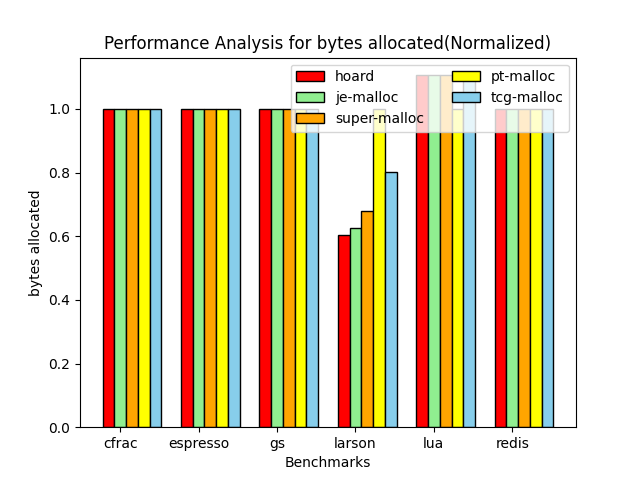 Performance Analysis for bytes allocated(Normalized)
hoard
je-malloc
super-malloc
pt-malloc
tcg-malloc
1.0
0.8
0.6
0.4
0.2
0.0
bytes allocated
cfrac espresso gs larson lua redis
Benchmarks